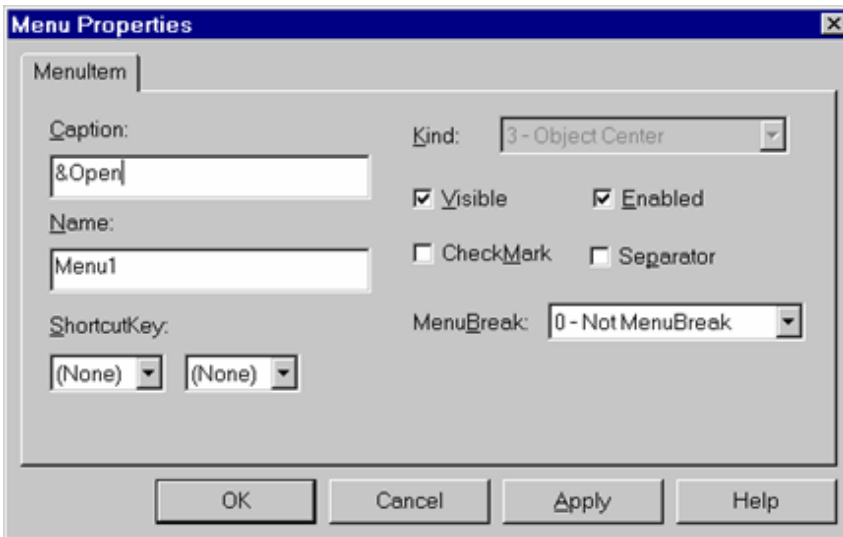 Menu Properties
MenuItem
Caption:
&Open
Name:
Menu1
ShortcutKey:
(None) (None)
Kind: 3 - Object Center
Visible Enabled
CheckMark Separator
MenuBreak: 0 - Not MenuBreak
OK Cancel Apply Help